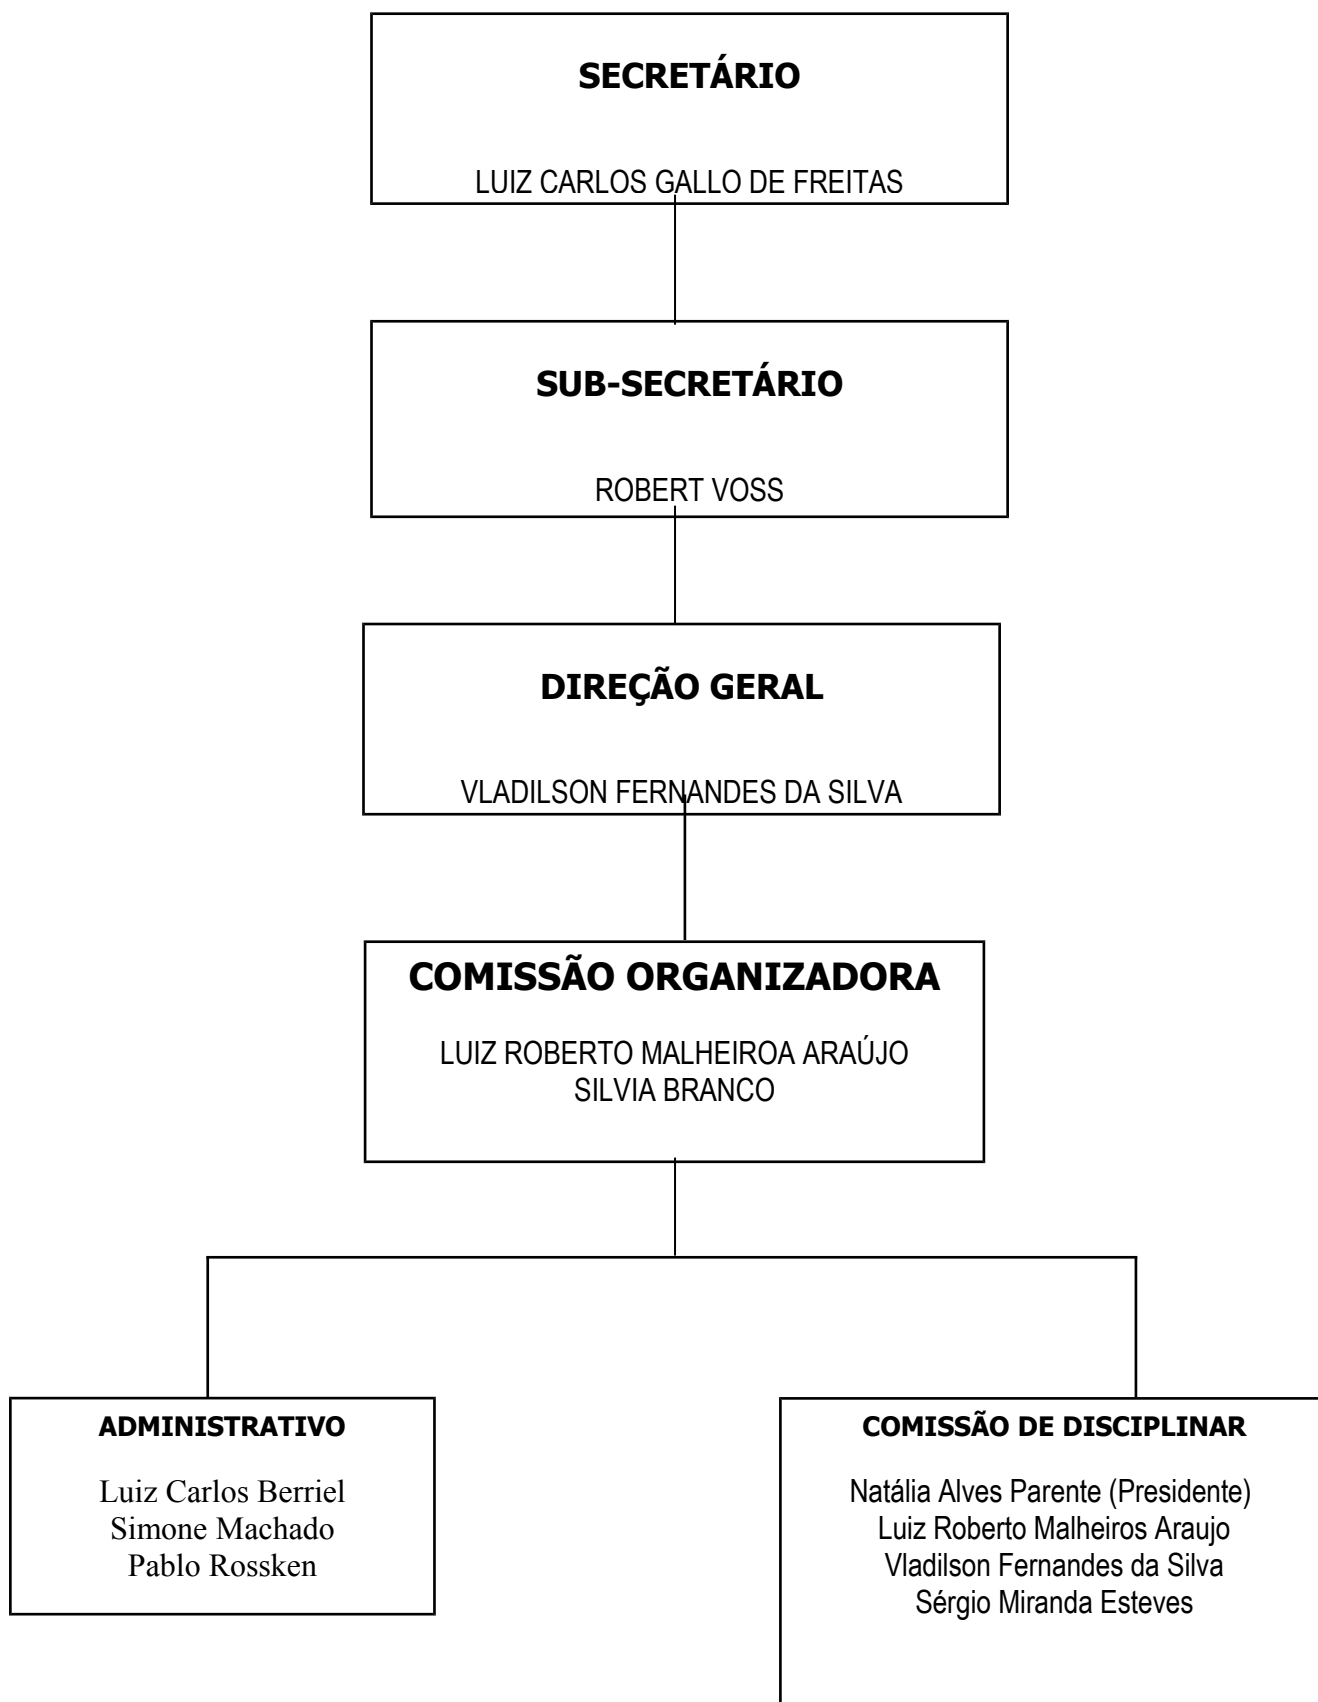 SECRETÁRIO
LUIZ CARLOS GALLO DE FREITAS
SUB-SECRETÁRIO
ROBERT VOSS
DIREÇÃO GERAL
VLADILSON FERNANDES DA SILVA
COMISSÃO ORGANIZADORA
LUIZ ROBERTO MALHEIROA ARAÚJO
SILVIA BRANCO
ADMINISTRATIVO
Luiz Carlos Berriel
Simone Machado
Pablo Rossken
COMISSÃO DE DISCIPLINAR
Natália Alves Parente (Presidente)
Luiz Roberto Malheiros Araujo
Vladilson Fernandes da Silva
Sérgio Miranda Esteves